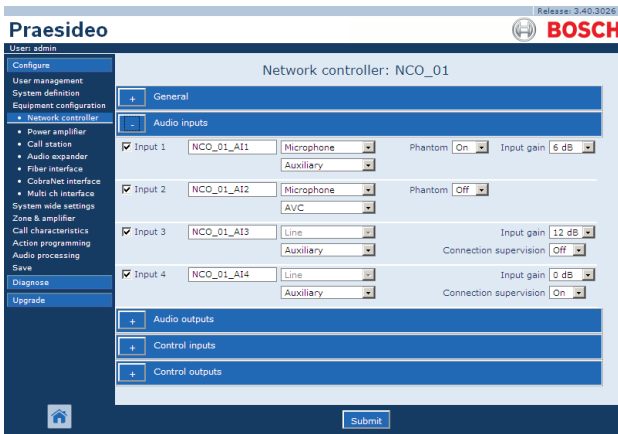 Release: 3.40.3026
Praesideo
BOSCH
User: admin
Configure
User management
System definition
Equipment configuration
• Network controller
• Power amplifier
• Call station
• Audio expander
• Fiber interface
• CobraNet interface
• Multi ch interface
System wide settings
Zone & amplifier
Call characteristics
Action programming
Audio processing
Save
Diagnose
Upgrade
Network controller: NCO_01
+ General
- Audio inputs
Input 1 NCO_01_AI1 Microphone Phantom On Input gain 6 dB
Auxiliary
Input 2 NCO_01_AI2 Microphone Phantom Off
AVC
Input 3 NCO_01_AI3 Line Input gain 12 dB
Auxiliary Connection supervision Off
Input 4 NCO_01_AI4 Line Input gain 0 dB
Auxiliary Connection supervision On
+ Audio outputs
+ Control inputs
+ Control outputs
Submit